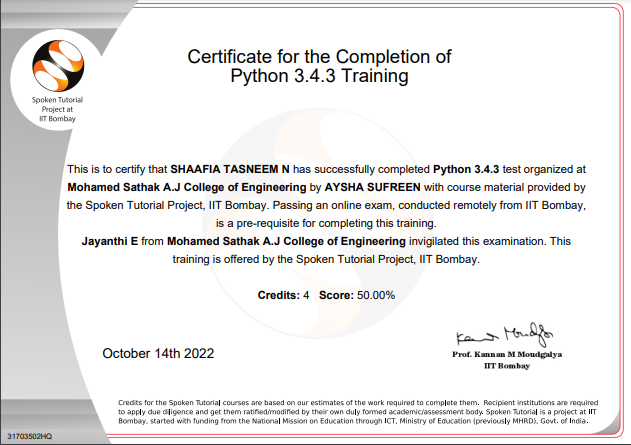 Certificate for the Completion of
Python 3.4.3 Training
Spoken Tutorial
Project at
IIT Bombay
This is to certify that SHAAFIA TASNEEM N has successfully completed Python 3.4.3 test organized at
Mohamed Sathak A.J College of Engineering by AYSHA SUFREEN with course material provided by
the Spoken Tutorial Project, IIT Bombay. Passing an online exam, conducted remotely from IIT Bombay,
is a pre-requisite for completing this training.
Jayanthi E from Mohamed Sathak A.J College of Engineering invigilated this examination. This
training is offered by the Spoken Tutorial Project, IIT Bombay.
Credits: 4 Score: 50.00%
October 14th 2022
Kannan Moudgalya
Prof. Kannan M Moudgalya
IIT Bombay
Credits for the Spoken Tutorial courses are based on our estimates of the work required to complete them. Recipient institutions are required
to apply due diligence and get them ratified/modified by their own duly formed academic/assessment body. Spoken Tutorial is a project at IIT
Bombay, started with funding from the National Mission on Education through ICT, Ministry of Education (previously MHRD), Govt. of India.
31703502HQ